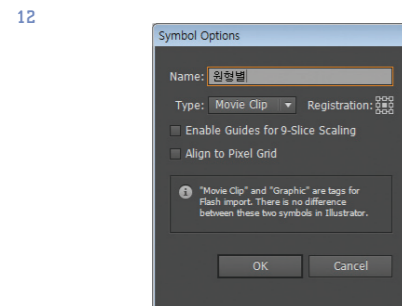 12
Symbol Options
Name: 원형별
Type: Movie Clip Registration:
Enable Guides for 9-Slice Scaling
Align to Pixel Grid
"Movie Clip" and "Graphic" are tags for
Flash import. There is no difference
between these two symbols in Illustrator.
OK Cancel